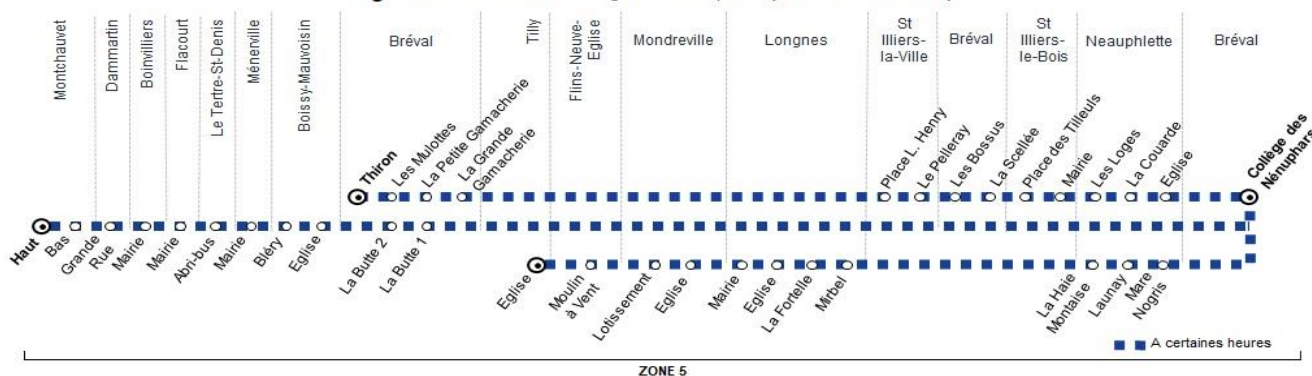 Montchauvet
Dammartin
Boinvilliers
Flacourt
Le Tertre-St-Denis
Ménerville
Boissy-Mauvoisin
Bréval
Tilly
Flins-Neuve-
Eglise
Mondreville
Longnes
St
Illiers-
la-Ville
Bréval
St
Illiers-
le-Bois
Neauphlette
Bréval
Thiron
Les Mulottes
La Petite Gamacherie
La Grande
Gamacherie
Place L. Henry
Le Pelleray
Les Bossus
La Scellée
Place des Tilleuls
Mairie
Les Loges
La Couarde
Eglise
Collège des
Nénuphars
Haut
Bas
Grande
Rue
Mairie
Mairie
Abri-bus
Mairie
Bléry
Eglise
La Butte 2
La Butte 1
Eglise
Moulin
à Vent
Lotissement
Eglise
Mairie
Eglise
La Fortelle
Mirbel
La Haie
Montaise
Launay
Mare
Nogris
A certaines heures
ZONE 5